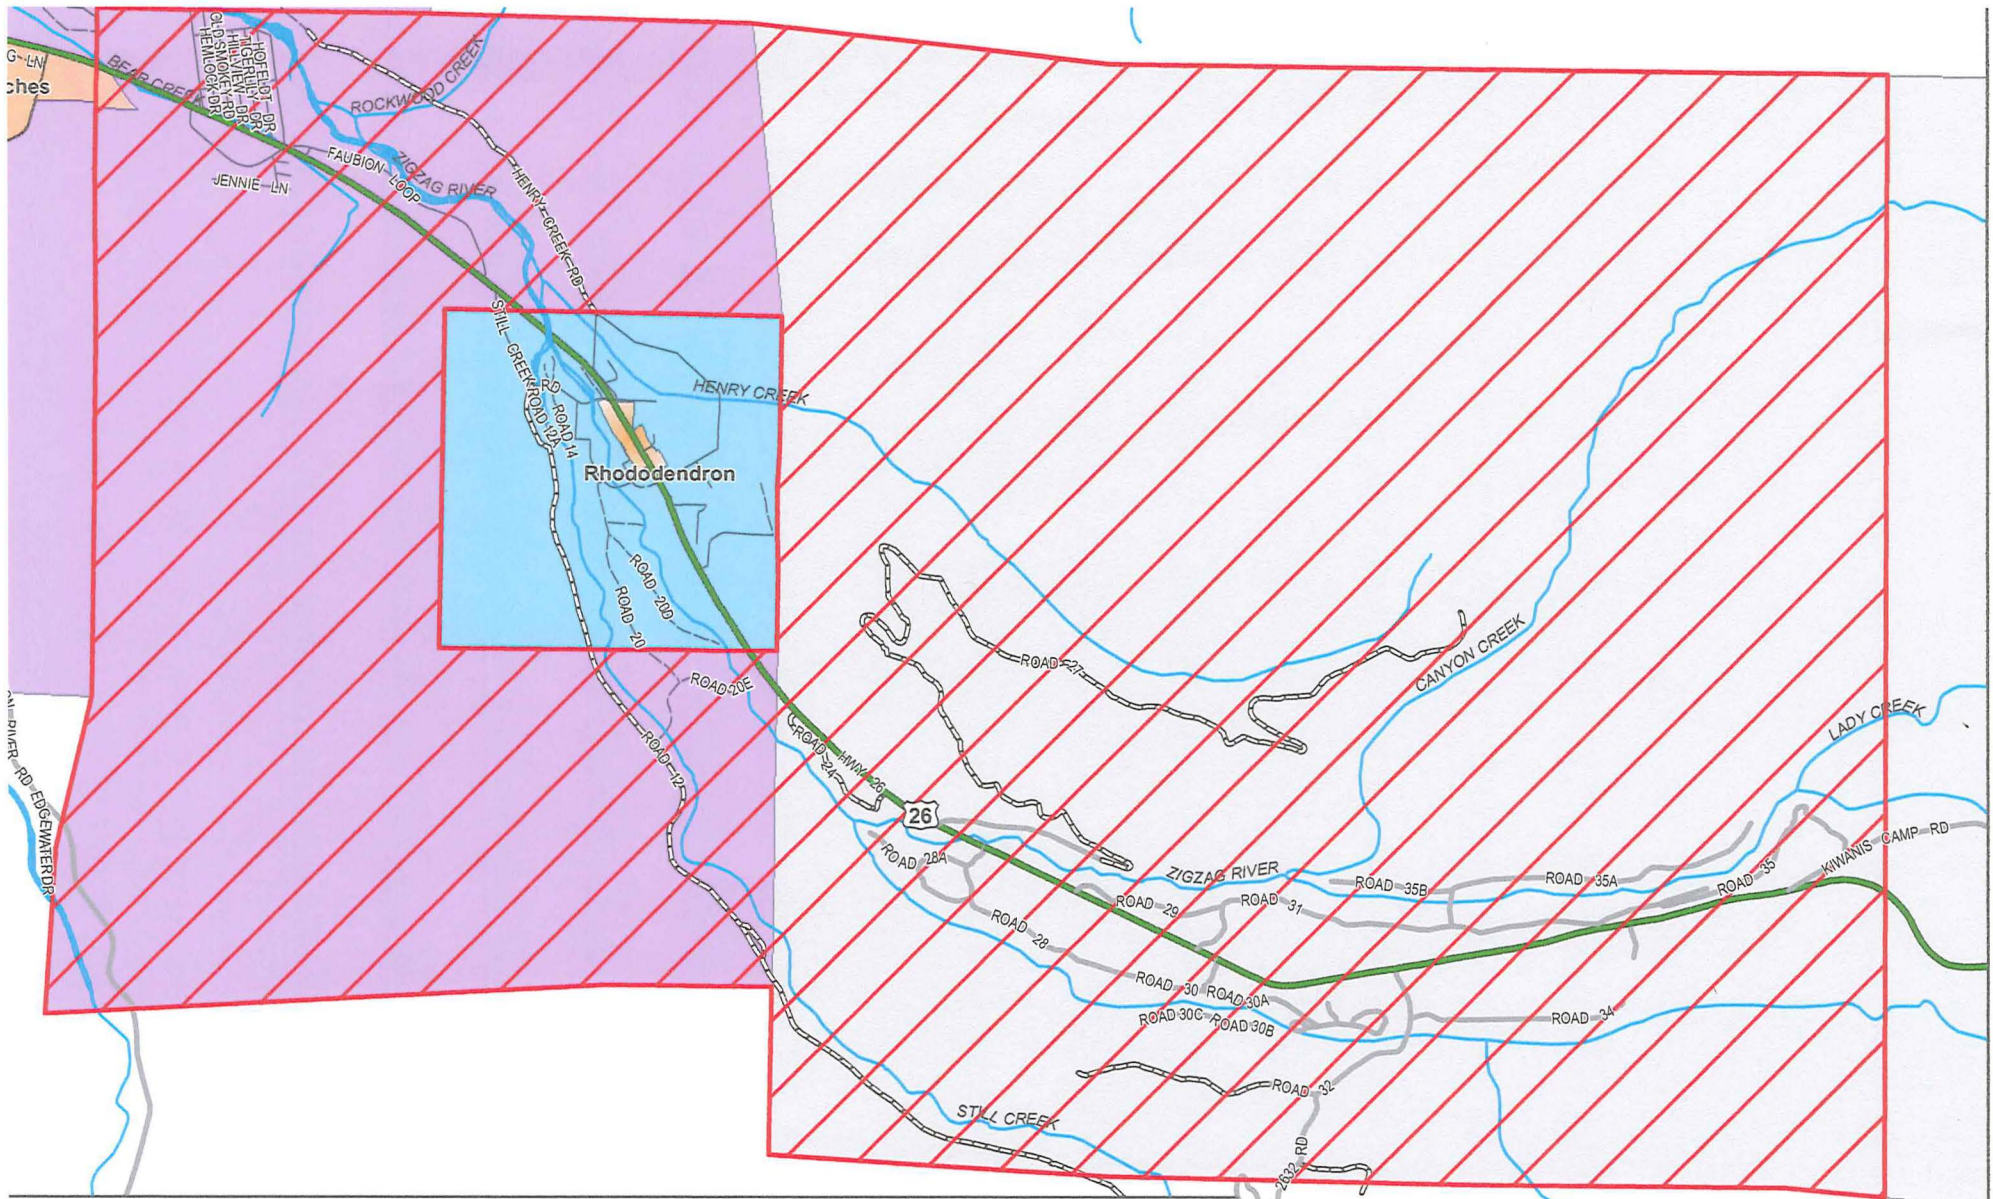 G LN
ches
BEAR CREEK
OLD SMOKEY RD
HEMLOCK DR
HILLVIEW DR
TIGERLILY DR
HOFELDT DR
ROCKWOOD CREEK
FAUBION LOOP
ZIGZAG RIVER
JENNIE LN
HENRY CREEK RD
STILL CREEK RD
ROAD 12A
ROAD 14
HENRY CREEK
Rhododendron
ROAD 20D
ROAD 20
ROAD 20E
ROAD 12
ROAD 24
HWY 26
26
ROAD 27
CANYON CREEK
LADY CREEK
RIVER RD
EDGEWATER DR
ROAD 28A
ZIGZAG RIVER
ROAD 35B
ROAD 35A
ROAD 35
KIWANIS CAMP RD
ROAD 29
ROAD 31
ROAD 28
ROAD 30
ROAD 30A
ROAD 30C
ROAD 30B
ROAD 34
ROAD 32
STILL CREEK
2632 RD